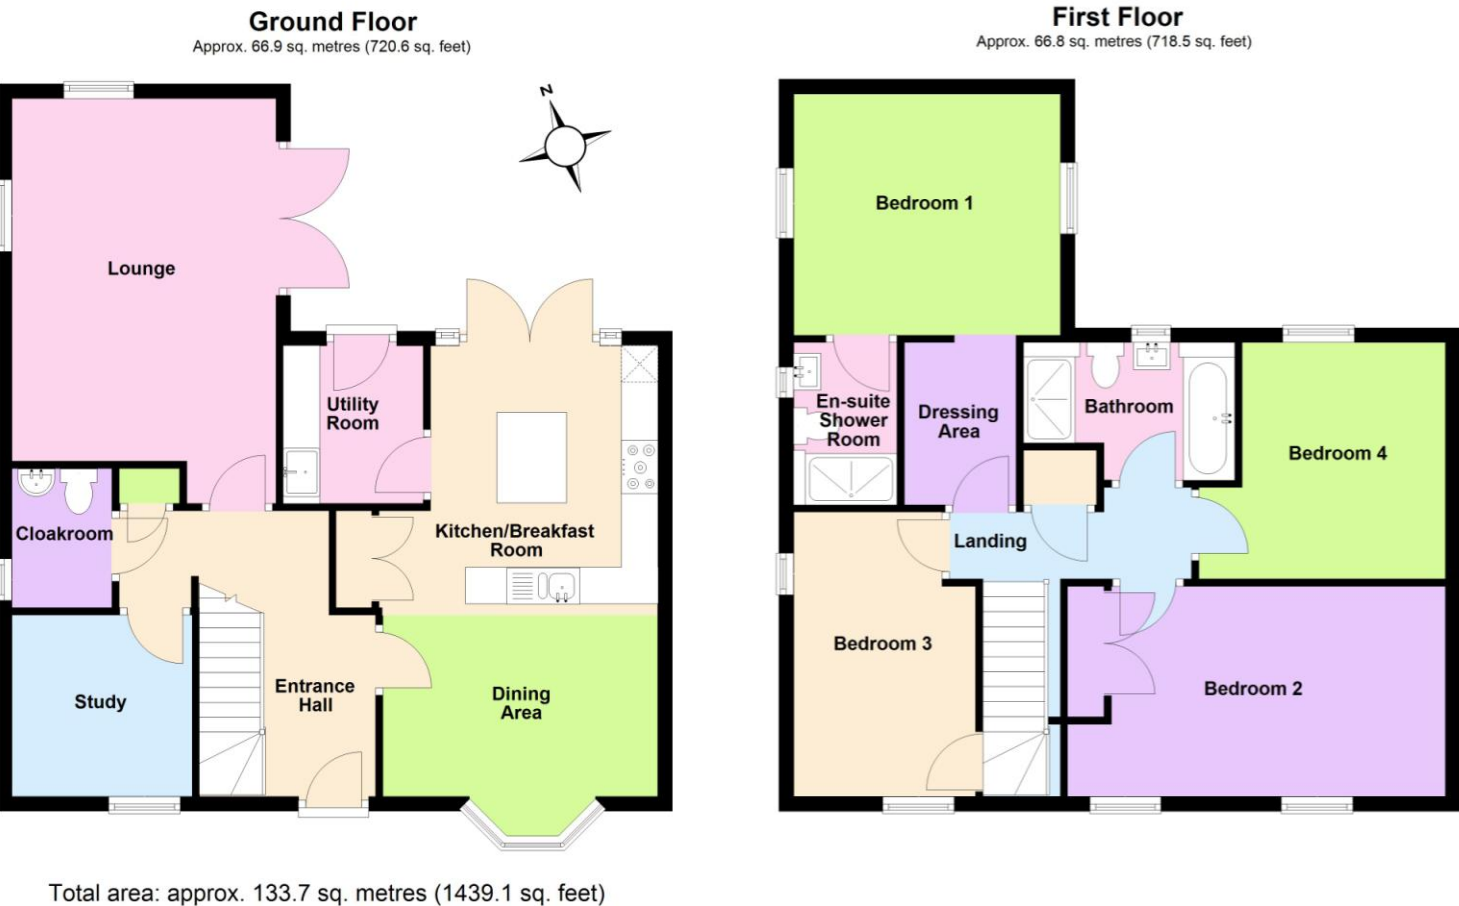 Ground Floor
Approx. 66.9 sq. metres (720.6 sq. feet)
N
Lounge
Utility
Room
Cloakroom
Kitchen/Breakfast
Room
Study
Entrance
Hall
Dining
Area
First Floor
Approx. 66.8 sq. metres (718.5 sq. feet)
Bedroom 1
En-suite
Shower
Room
Dressing
Area
Bathroom
Bedroom 4
Landing
Bedroom 3
Bedroom 2
Total area: approx. 133.7 sq. metres (1439.1 sq. feet)